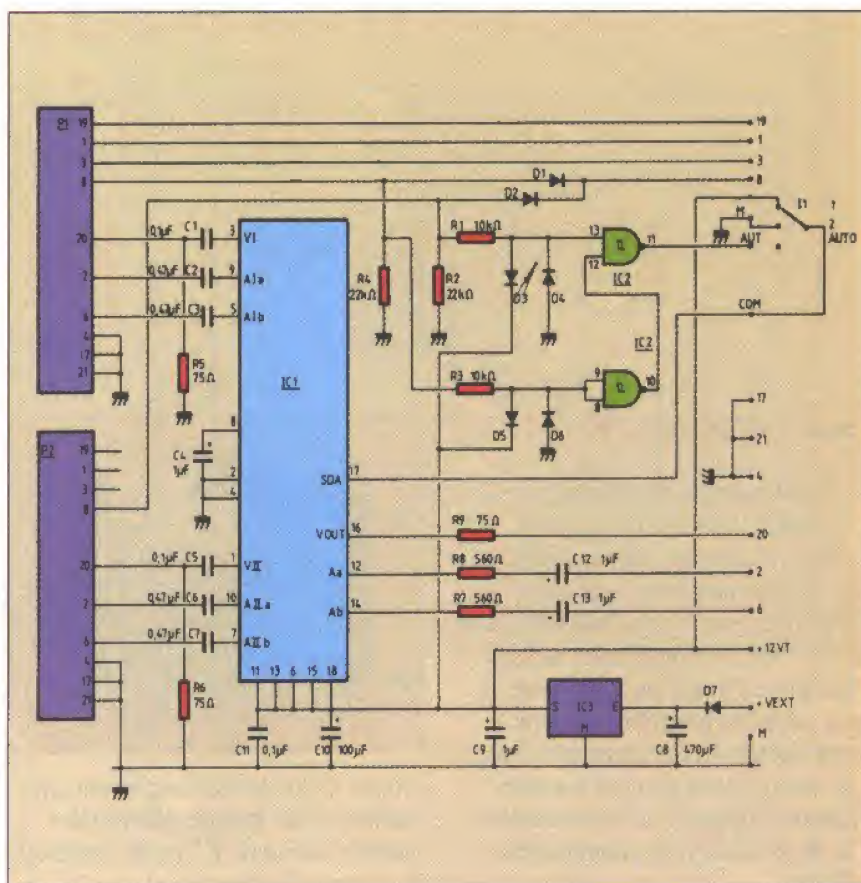 P1
19
1
3
8
20
2
6
4
17
21
0,1µF C1 3 VI
0,47µF C2 9 AIa
0,47µF C3 5 AIb
R5
75Ω
IC1
8
C4
1µF
2
4
SDA 17
VOUT 16
Aa 12
Ab 14
P2
19
1
3
8
20
2
6
4
17
21
0,1µF C5 1 VII
0,47µF C6 10 AIIa
0,47µF C7 7 AIIb
R6
75Ω
11 13 6 15 18
C11 0,1µF
C10 100µF
D1
D2
R1 10kΩ
R4
22kΩ
R2
22kΩ
D3
D4
13
12
11
IC2
R3 10kΩ
D5
D6
9
8
10
IC2
R9 75Ω
R8 560Ω
R7 560Ω
C12 1µF
C13 1µF
C9 1µF
S IC3 E
M
C8 470µF
D7
19
1
3
8
M
AUT
COM
1
2
AUTO
17
21
4
20
2
6
+12VT
+VEXT
M